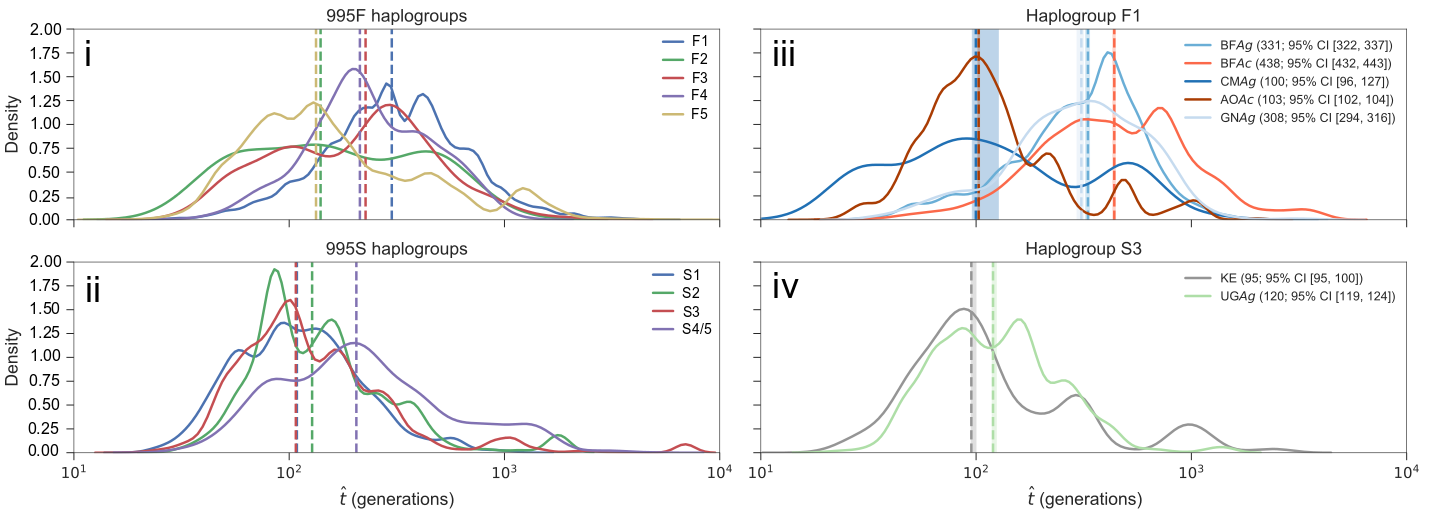 995F haplogroups
i
Density
2.00
1.75
1.50
1.25
1.00
0.75
0.50
0.25
0.00
F1
F2
F3
F4
F5
Haplogroup F1
iii
BFAg (331; 95% CI [322, 337])
BFAc (438; 95% CI [432, 443])
CMAg (100; 95% CI [96, 127])
AOAc (103; 95% CI [102, 104])
GNAg (308; 95% CI [294, 316])
995S haplogroups
ii
Density
2.00
1.75
1.50
1.25
1.00
0.75
0.50
0.25
0.00
S1
S2
S3
S4/5
10¹ 10² 10³ 10⁴
t̂ (generations)
Haplogroup S3
iv
KE (95; 95% CI [95, 100])
UGAg (120; 95% CI [119, 124])
10¹ 10² 10³ 10⁴
t̂ (generations)